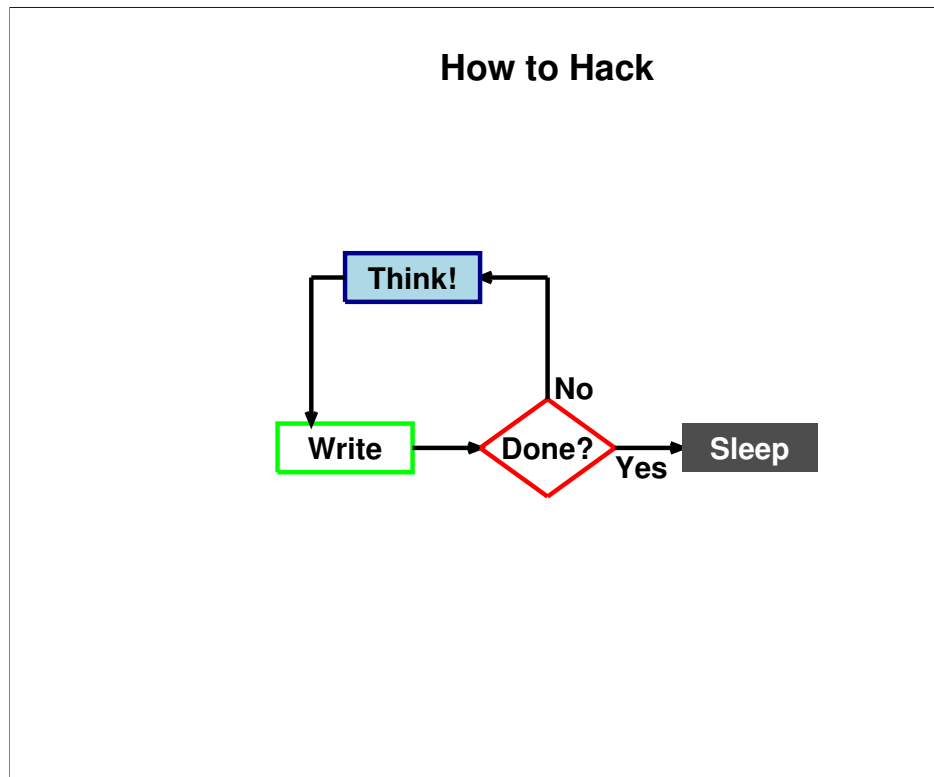 How to Hack
Think!
No
Write
Done?
Sleep
Yes